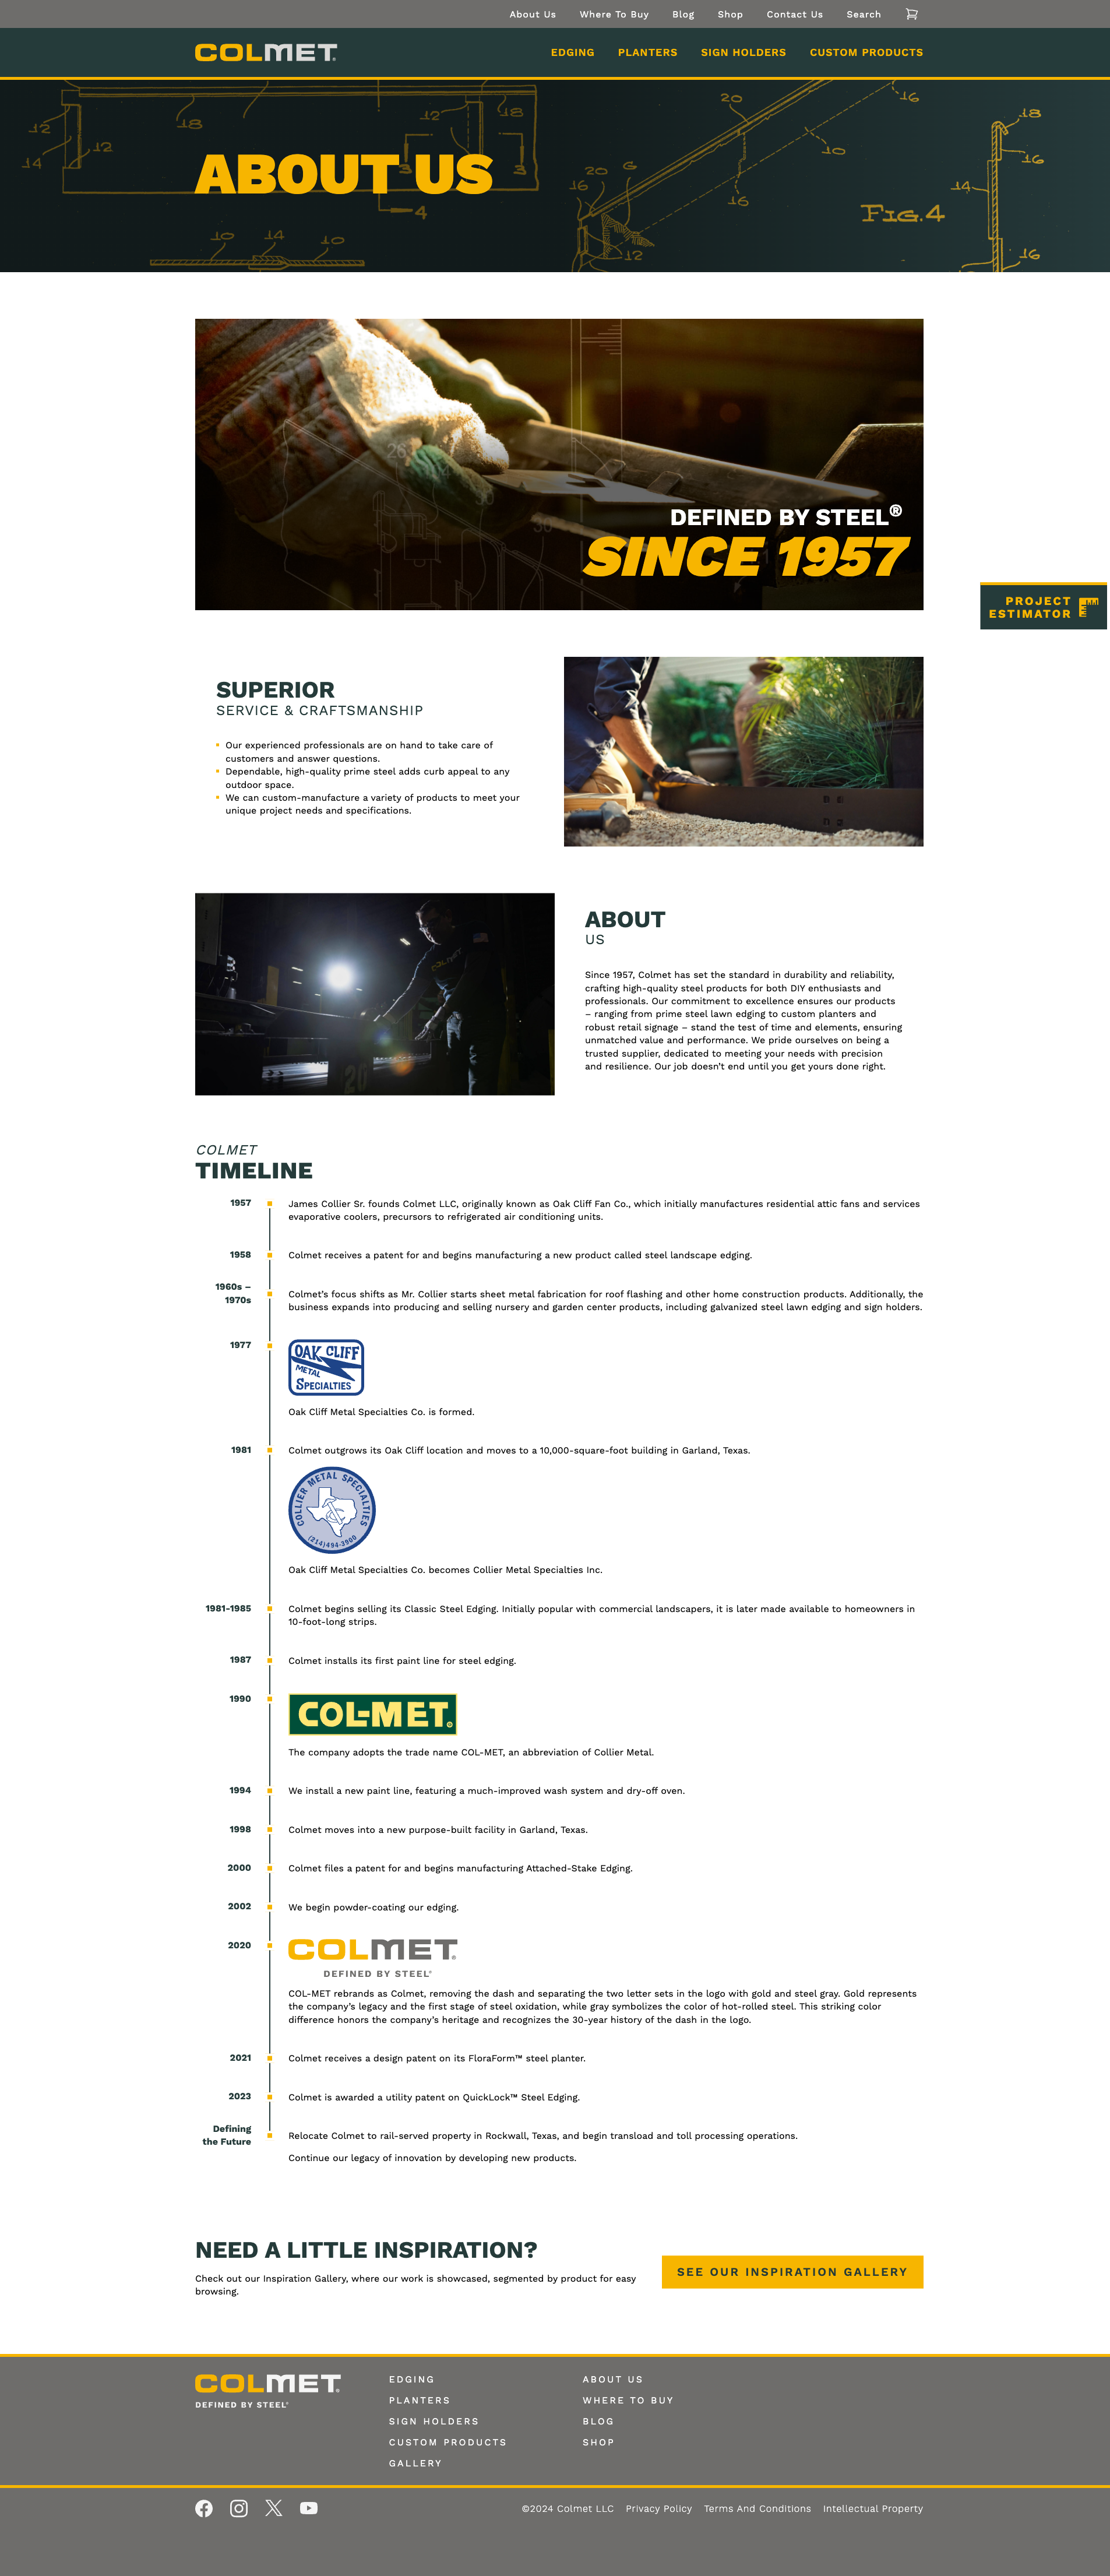 About Us Where To Buy Blog Shop Contact Us Search
COLMET®
EDGING PLANTERS SIGN HOLDERS CUSTOM PRODUCTS
12
14
18
12
12
18
4
10
14
10
20
16
18
16
20
G
10
14
16
16
FIG.4
12
16
ABOUT US
26
30
DEFINED BY STEEL®
SINCE 1957
PROJECT
ESTIMATOR
SUPERIOR
SERVICE & CRAFTSMANSHIP
Our experienced professionals are on hand to take care of
customers and answer questions.
Dependable, high-quality prime steel adds curb appeal to any
outdoor space.
We can custom-manufacture a variety of products to meet your
unique project needs and specifications.
COLMET
20
ABOUT
US
Since 1957, Colmet has set the standard in durability and reliability,
crafting high-quality steel products for both DIY enthusiasts and
professionals. Our commitment to excellence ensures our products
– ranging from prime steel lawn edging to custom planters and
robust retail signage – stand the test of time and elements, ensuring
unmatched value and performance. We pride ourselves on being a
trusted supplier, dedicated to meeting your needs with precision
and resilience. Our job doesn’t end until you get yours done right.
COLMET
TIMELINE
1957
James Collier Sr. founds Colmet LLC, originally known as Oak Cliff Fan Co., which initially manufactures residential attic fans and services
evaporative coolers, precursors to refrigerated air conditioning units.
1958
Colmet receives a patent for and begins manufacturing a new product called steel landscape edging.
1960s –
1970s
Colmet’s focus shifts as Mr. Collier starts sheet metal fabrication for roof flashing and other home construction products. Additionally, the
business expands into producing and selling nursery and garden center products, including galvanized steel lawn edging and sign holders.
1977
OAK CLIFF
METAL
SPECIALTIES
Oak Cliff Metal Specialties Co. is formed.
1981
Colmet outgrows its Oak Cliff location and moves to a 10,000-square-foot building in Garland, Texas.
COLLIER METAL SPECIALTIES
(214)494-3900
Oak Cliff Metal Specialties Co. becomes Collier Metal Specialties Inc.
1981-1985
Colmet begins selling its Classic Steel Edging. Initially popular with commercial landscapers, it is later made available to homeowners in
10-foot-long strips.
1987
Colmet installs its first paint line for steel edging.
1990
COL-MET®
The company adopts the trade name COL-MET, an abbreviation of Collier Metal.
1994
We install a new paint line, featuring a much-improved wash system and dry-off oven.
1998
Colmet moves into a new purpose-built facility in Garland, Texas.
2000
Colmet files a patent for and begins manufacturing Attached-Stake Edging.
2002
We begin powder-coating our edging.
2020
COLMET®
DEFINED BY STEEL®
COL-MET rebrands as Colmet, removing the dash and separating the two letter sets in the logo with gold and steel gray. Gold represents
the company’s legacy and the first stage of steel oxidation, while gray symbolizes the color of hot-rolled steel. This striking color
difference honors the company’s heritage and recognizes the 30-year history of the dash in the logo.
2021
Colmet receives a design patent on its FloraForm™ steel planter.
2023
Colmet is awarded a utility patent on QuickLock™ Steel Edging.
Defining
the Future
Relocate Colmet to rail-served property in Rockwall, Texas, and begin transload and toll processing operations.
Continue our legacy of innovation by developing new products.
NEED A LITTLE INSPIRATION?
Check out our Inspiration Gallery, where our work is showcased, segmented by product for easy
browsing.
SEE OUR INSPIRATION GALLERY
COLMET®
DEFINED BY STEEL®
EDGING
PLANTERS
SIGN HOLDERS
CUSTOM PRODUCTS
GALLERY
ABOUT US
WHERE TO BUY
BLOG
SHOP
©2024 Colmet LLC Privacy Policy Terms And Conditions Intellectual Property